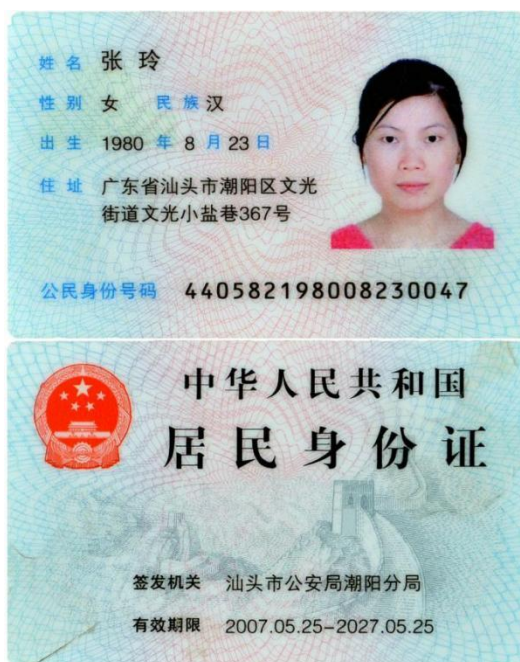 姓名 张玲
性别 女 民族 汉
出生 1980 年 8 月 23 日
住址 广东省汕头市潮阳区文光
街道文光小盐巷367号
公民身份号码 440582198008230047
中华人民共和国
居民身份证
签发机关 汕头市公安局潮阳分局
有效期限 2007.05.25-2027.05.25